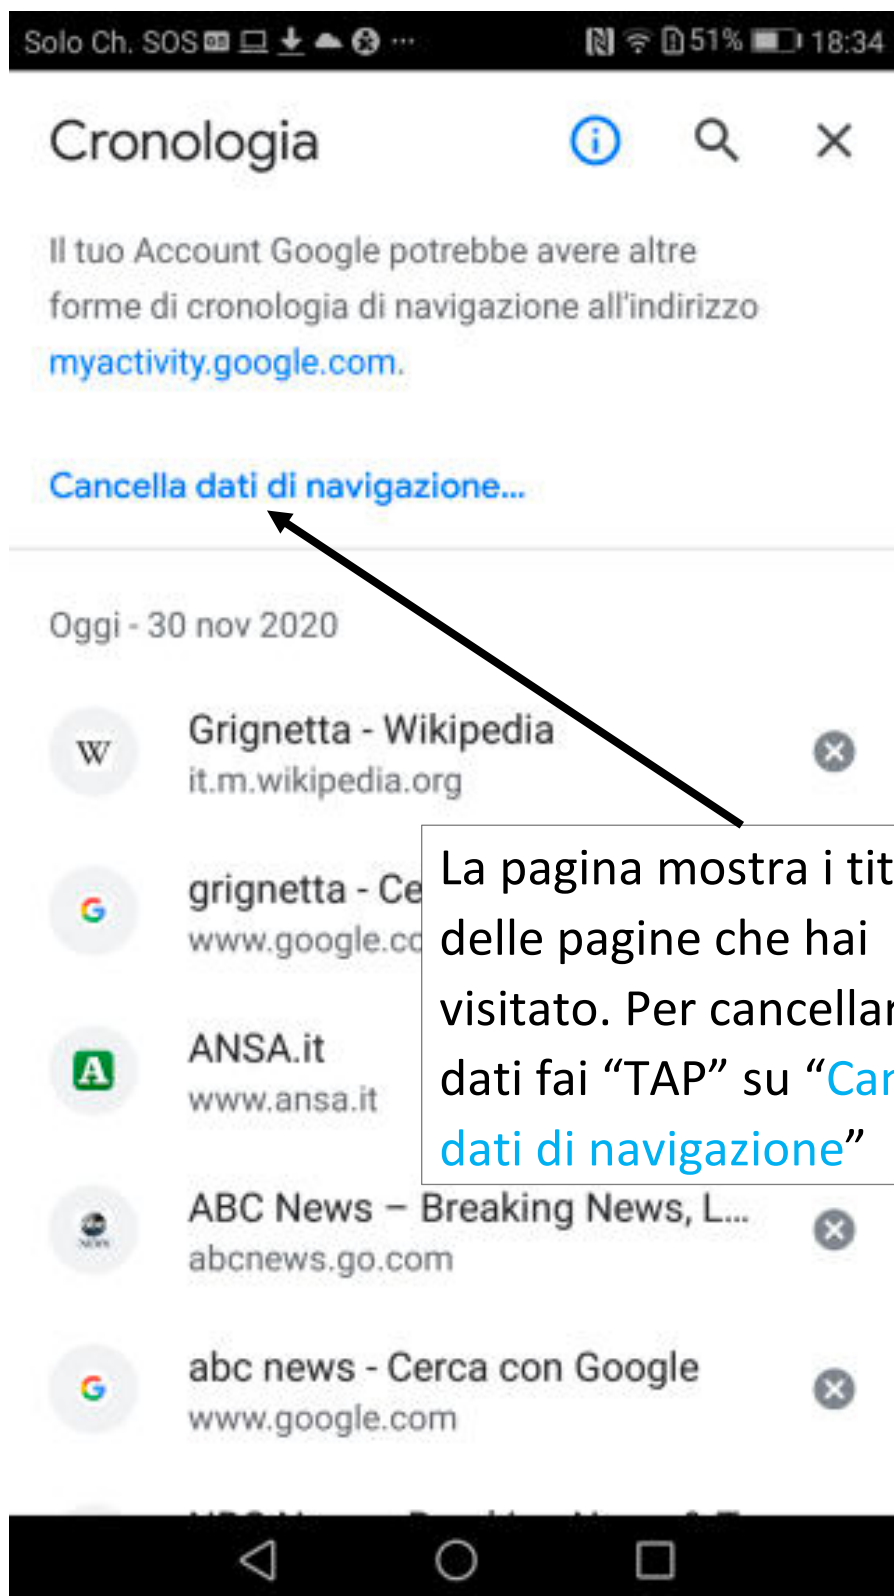 Solo Ch. SOS 51% 18:34
Cronologia
Il tuo Account Google potrebbe avere altre
forme di cronologia di navigazione all'indirizzo
myactivity.google.com.
Cancella dati di navigazione...
Oggi - 30 nov 2020
W
Grignetta - Wikipedia
it.m.wikipedia.org
grignetta - Ce
www.google.co
A
ANSA.it
www.ansa.it
La pagina mostra i tit
delle pagine che hai
visitato. Per cancellar
dati fai “TAP” su “Can
dati di navigazione”
ABC News – Breaking News, L...
abcnews.go.com
abc news - Cerca con Google
www.google.com